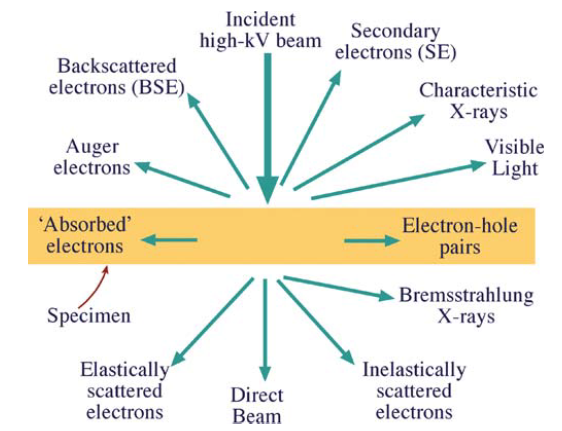 Incident
high-kV beam
Secondary
electrons (SE)
Backscattered
electrons (BSE)
Characteristic
X-rays
Auger
electrons
Visible
Light
‘Absorbed’
electrons
Electron-hole
pairs
Specimen
Bremsstrahlung
X-rays
Elastically
scattered
electrons
Direct
Beam
Inelastically
scattered
electrons